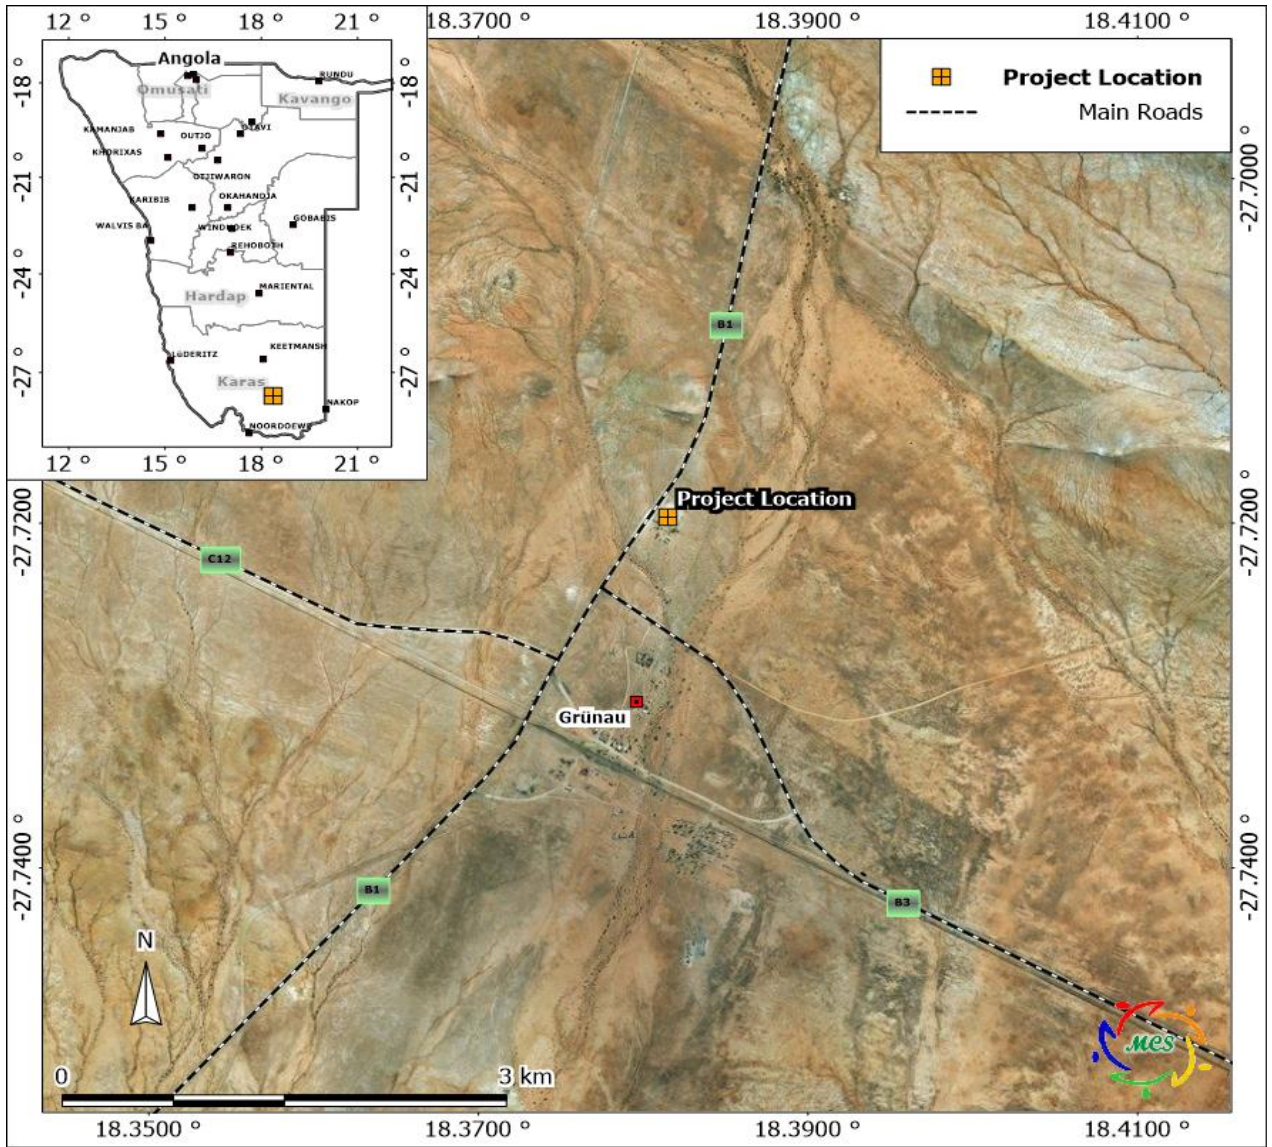 18.3700 °
18.3900 °
18.4100 °
12 °
15 °
18 °
21 °
Angola
RUNDU
Omusati
Kavango
KAMANJAB
OUTJO
OTAVI
KHORIXAS
OTJIWARON
KARIBIB
OKAHANDJA
WALVIS BA
WINDHOEK
GOBABIS
REHOBOTH
MARIENTAL
Hardap
KEETMANSH
LüDERITZ
Karas
NAKOP
NOORDOEWE
-18 °
-21 °
-24 °
-27 °
-18 °
-21 °
-24 °
-27 °
12 °
15 °
18 °
21 °
Project Location
Main Roads
-27.7000 °
B1
Project Location
-27.7200 °
-27.7200 °
C12
Grünau
B1
B3
-27.7400 °
-27.7400 °
N
MCS
0
3 km
18.3500 °
18.3700 °
18.3900 °
18.4100 °